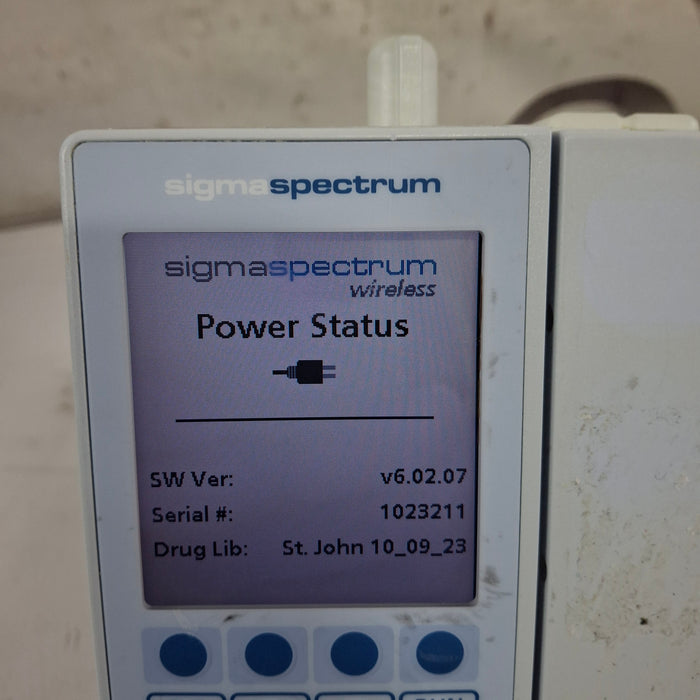 sigmaspectrum
sigmaspectrum
wireless
Power Status
SW Ver: v6.02.07
Serial #: 1023211
Drug Lib: St. John 10_09_23